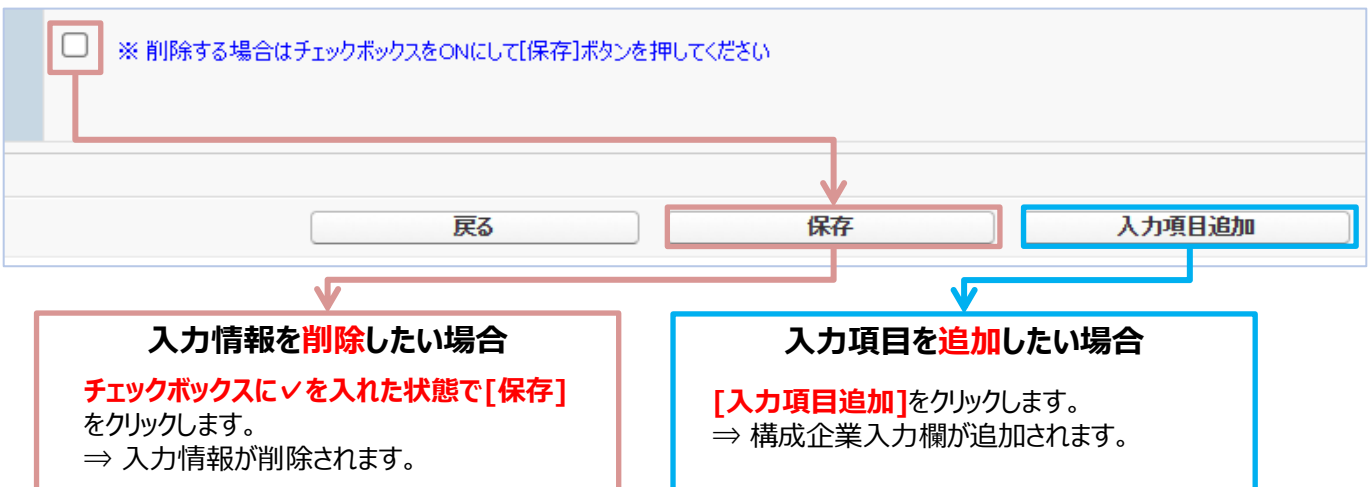 ※ 削除する場合はチェックボックスをONにして[保存]ボタンを押してください
戻る
保存
入力項目追加
入力情報を削除したい場合
チェックボックスに✓を入れた状態で[保存]
をクリックします。
⇒ 入力情報が削除されます。
入力項目を追加したい場合
[入力項目追加]をクリックします。
⇒ 構成企業入力欄が追加されます。